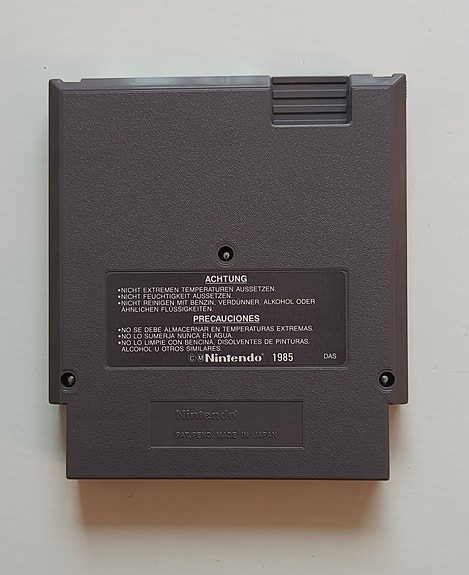 ACHTUNG
•NICHT EXTREMEN TEMPERATUREN AUSSETZEN.
•NICHT FEUCHTIGKEIT AUSSETZEN.
•NICHT REINIGEN MIT BENZIN, VERDÜNNER, ALKOHOL ODER
ÄHNLICHEN FLÜSSIGKEITEN.
PRECAUCIONES
•NO SE DEBE ALMACERNAR EN TEMPERATURAS EXTREMAS.
•NO LO SUMERJA NUNCA EN AGUA.
•NO LO LIMPIE CON BENCINA, DISOLVENTES DE PINTURAS,
ALCOHOL U OTROS SIMILARES.
©M Nintendo® 1985 DAS
Nintendo®
PAT. PEND. MADE IN JAPAN